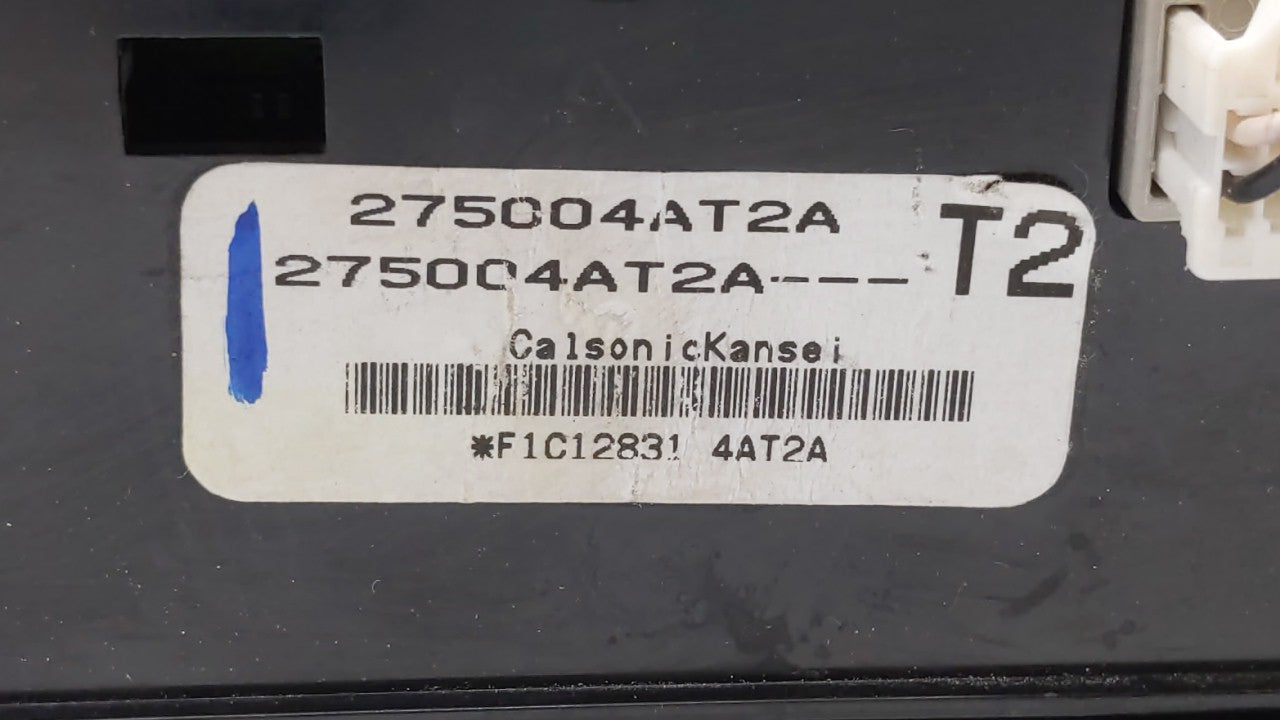 275004AT2A
275004AT2A----
T2
CalsonicKansei
*F1C12831 4AT2A